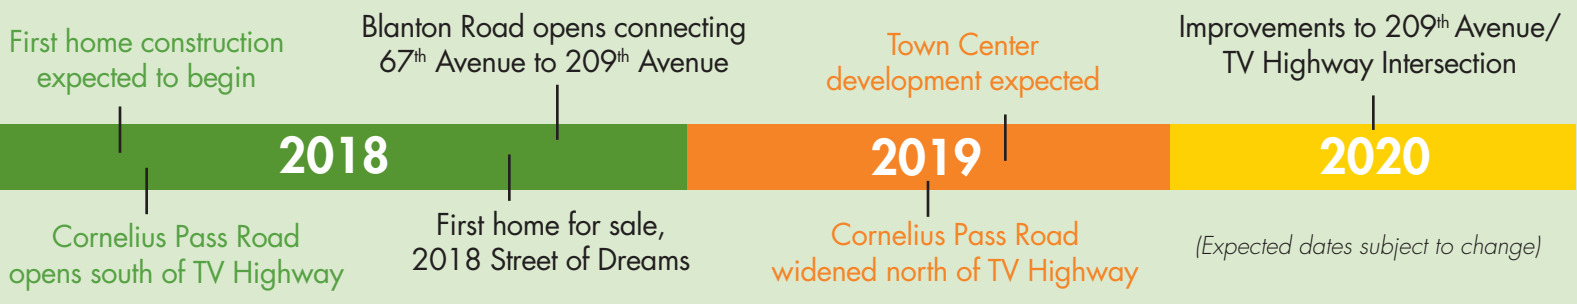 First home construction
expected to begin
Blanton Road opens connecting
67th Avenue to 209th Avenue
Town Center
development expected
Improvements to 209th Avenue/
TV Highway Intersection
2018
2019
2020
Cornelius Pass Road
opens south of TV Highway
First home for sale,
2018 Street of Dreams
Cornelius Pass Road
widened north of TV Highway
(Expected dates subject to change)